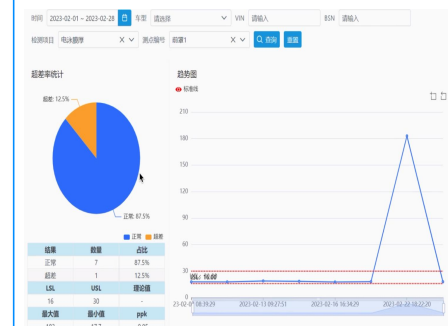 时间 2023-02-01 ~ 2023-02-28 车型 请选择 VIN 请输入 BSN 请输入
检测项目 电泳膜厚 测点编号 前罩1 查询 重置
超差率统计
趋势图
标准线
超差: 12.5%
正常: 87.5%
正常 超差
结果 数量 占比
正常 7 87.5%
超差 1 12.5%
LSL USL 理论值
16 30 -
最大值 最小值 ppk
210
180
150
120
90
60
30
0
LSL: 16.00
23-02-01 08:39:29 2023-02-13 09:27:51 2023-02-16 16:34:29 2023-02-22 18:22:20